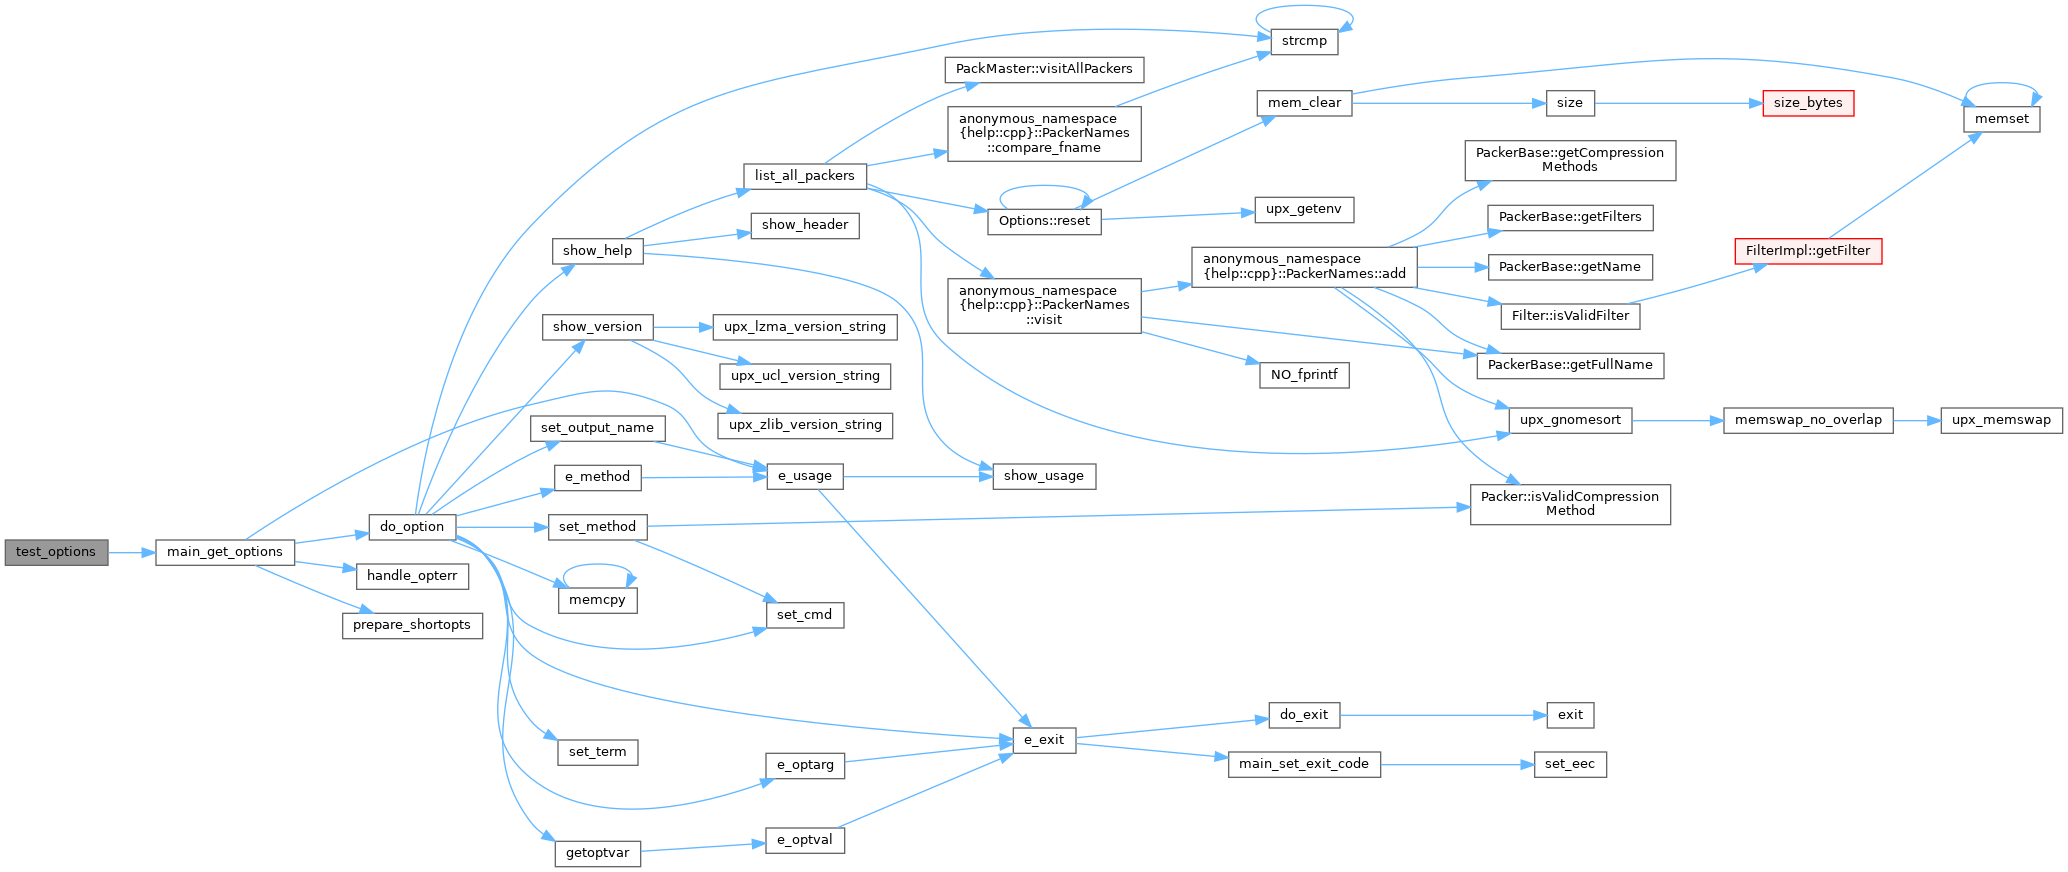 test_options
main_get_options
do_option
handle_opterr
prepare_shortopts
show_help
show_version
set_output_name
e_method
set_method
memcpy
set_term
getoptvar
list_all_packers
show_header
upx_lzma_version_string
upx_ucl_version_string
upx_zlib_version_string
e_usage
set_cmd
e_optarg
e_optval
PackMaster::visitAllPackers
anonymous_namespace
{help::cpp}::PackerNames
::compare_fname
Options::reset
anonymous_namespace
{help::cpp}::PackerNames
::visit
show_usage
e_exit
strcmp
mem_clear
upx_getenv
anonymous_namespace
{help::cpp}::PackerNames::add
NO_fprintf
do_exit
main_set_exit_code
size
PackerBase::getCompression
Methods
PackerBase::getFilters
PackerBase::getName
Filter::isValidFilter
PackerBase::getFullName
upx_gnomesort
Packer::isValidCompression
Method
exit
set_eec
size_bytes
FilterImpl::getFilter
memswap_no_overlap
memset
upx_memswap